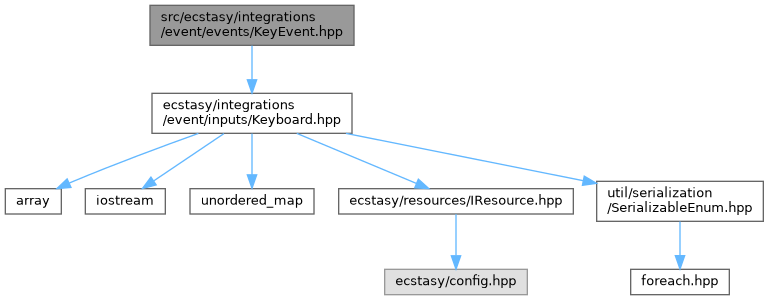 src/ecstasy/integrations
/event/events/KeyEvent.hpp
ecstasy/integrations
/event/inputs/Keyboard.hpp
array
iostream
unordered_map
ecstasy/resources/IResource.hpp
util/serialization
/SerializableEnum.hpp
ecstasy/config.hpp
foreach.hpp